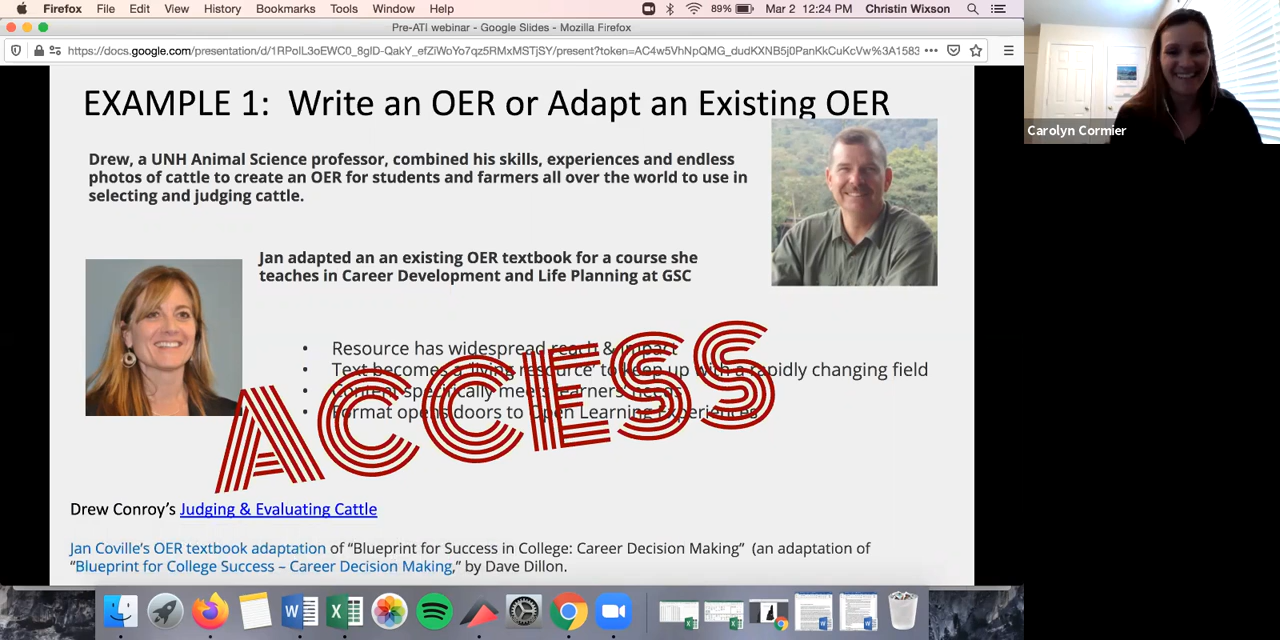 Firefox File Edit View History Bookmarks Tools Window Help 89% Mar 2 12:24 PM Christin Wixson
Pre-ATI webinar - Google Slides - Mozilla Firefox
Carolyn Cormier
EXAMPLE 1: Write an OER or Adapt an Existing OER
Drew, a UNH Animal Science professor, combined his skills, experiences and endless
photos of cattle to create an OER for students and farmers all over the world to use in
selecting and judging cattle.
Jan adapted an an existing OER textbook for a course she
teaches in Career Development and Life Planning at GSC
• Resource has widespread reach & impact
• Text becomes a 'living resource' to keep up with a rapidly changing field
• Content specifically meets learners' needs
• Format opens doors to Open Learning Experiences
ACCESS
Drew Conroy's Judging & Evaluating Cattle
Jan Coville's OER textbook adaptation of “Blueprint for Success in College: Career Decision Making” (an adaptation of
“Blueprint for College Success – Career Decision Making,” by Dave Dillon.